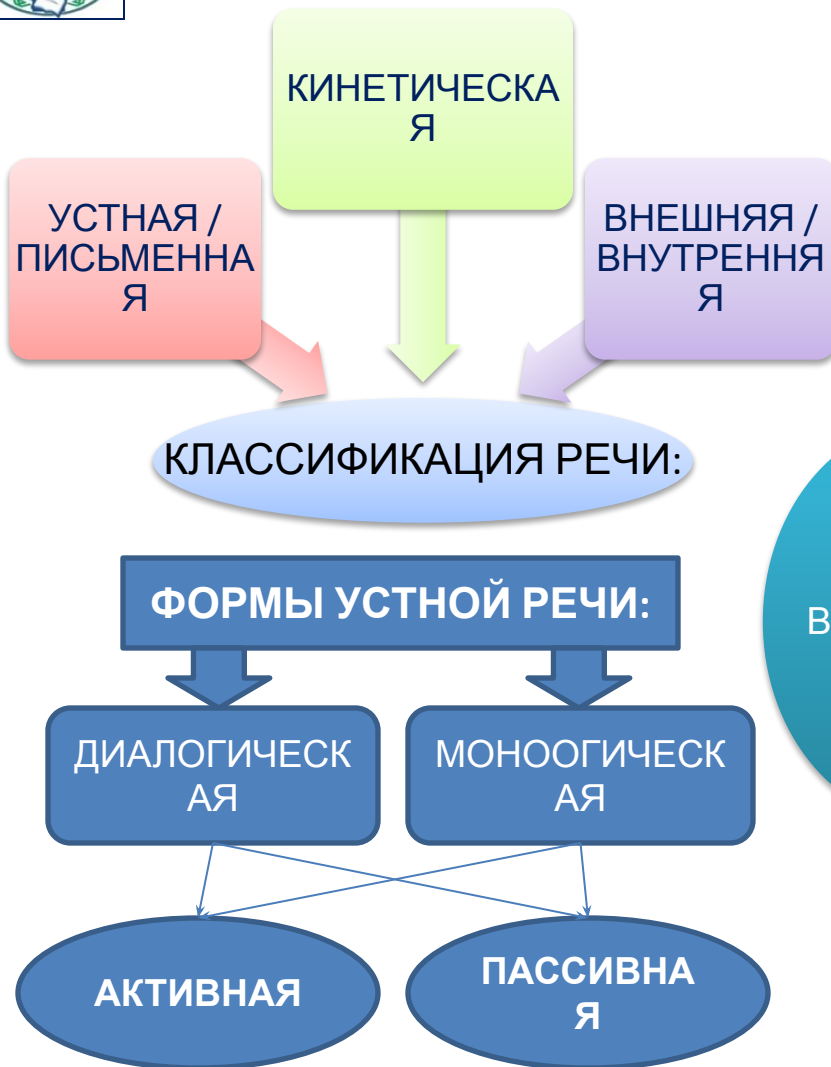 КИНЕТИЧЕСКА
Я
УСТНАЯ /
ПИСЬМЕННА
Я
ВНЕШНЯЯ /
ВНУТРЕННЯ
Я
КЛАССИФИКАЦИЯ РЕЧИ:
ФОРМЫ УСТНОЙ РЕЧИ:
В
ДИАЛОГИЧЕСК
АЯ
МОНООГИЧЕСК
АЯ
АКТИВНАЯ
ПАССИВНА
Я